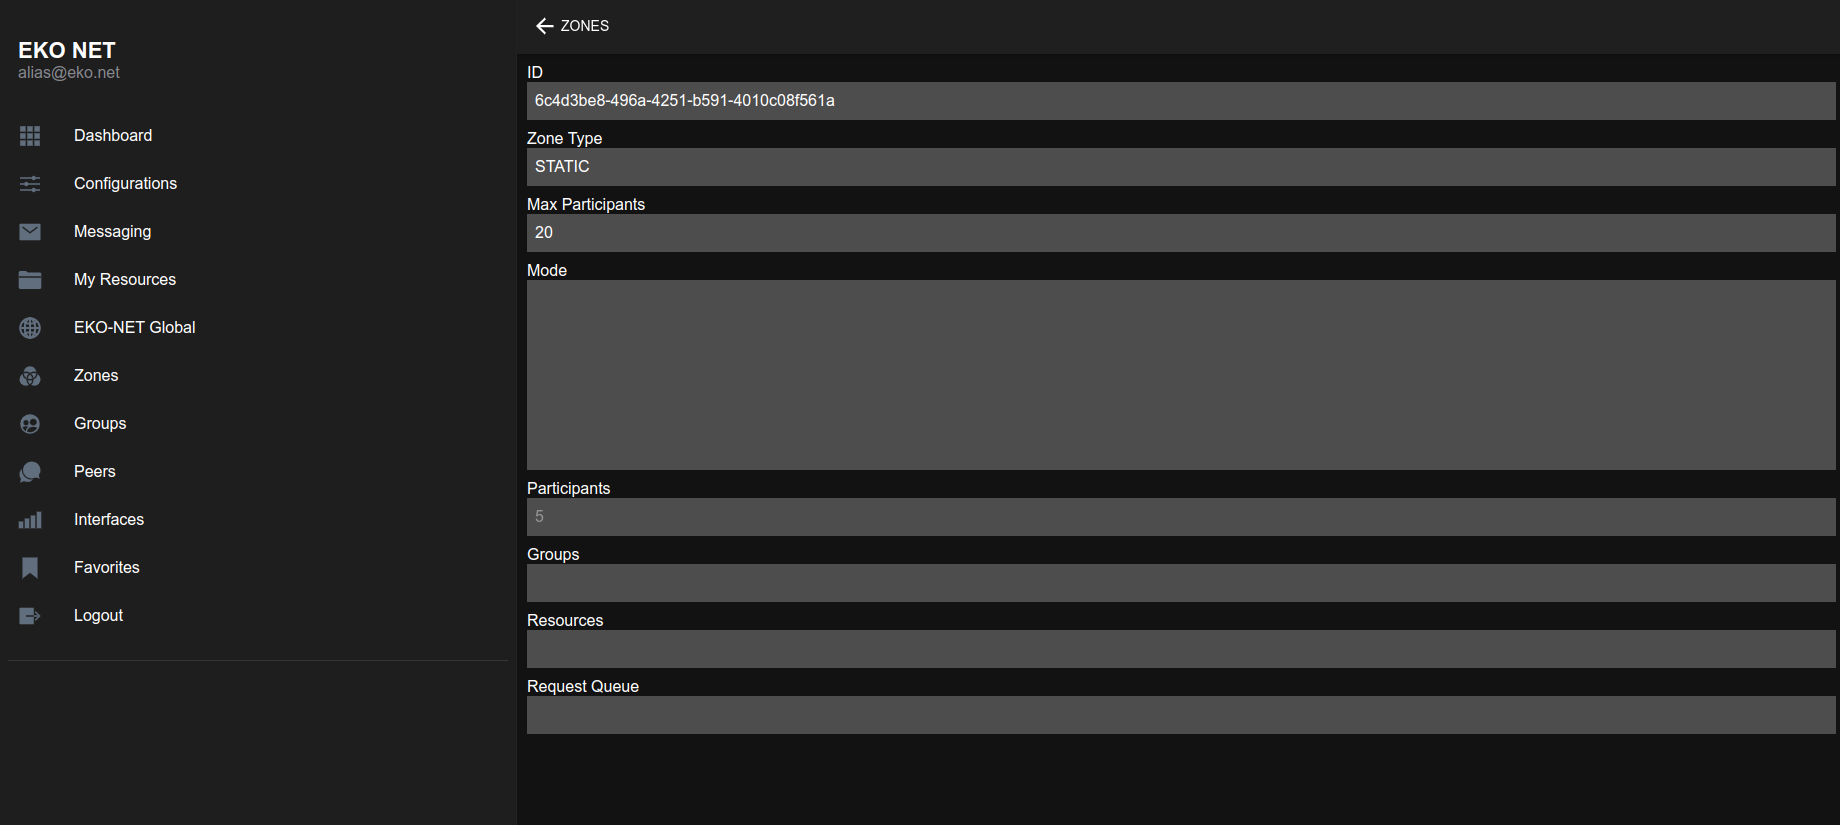 EKO NET
alias@eko.net
Dashboard
Configurations
Messaging
My Resources
EKO-NET Global
Zones
Groups
Peers
Interfaces
Favorites
Logout
ZONES
ID
6c4d3be8-496a-4251-b591-4010c08f561a
Zone Type
STATIC
Max Participants
20
Mode
Participants
5
Groups
Resources
Request Queue